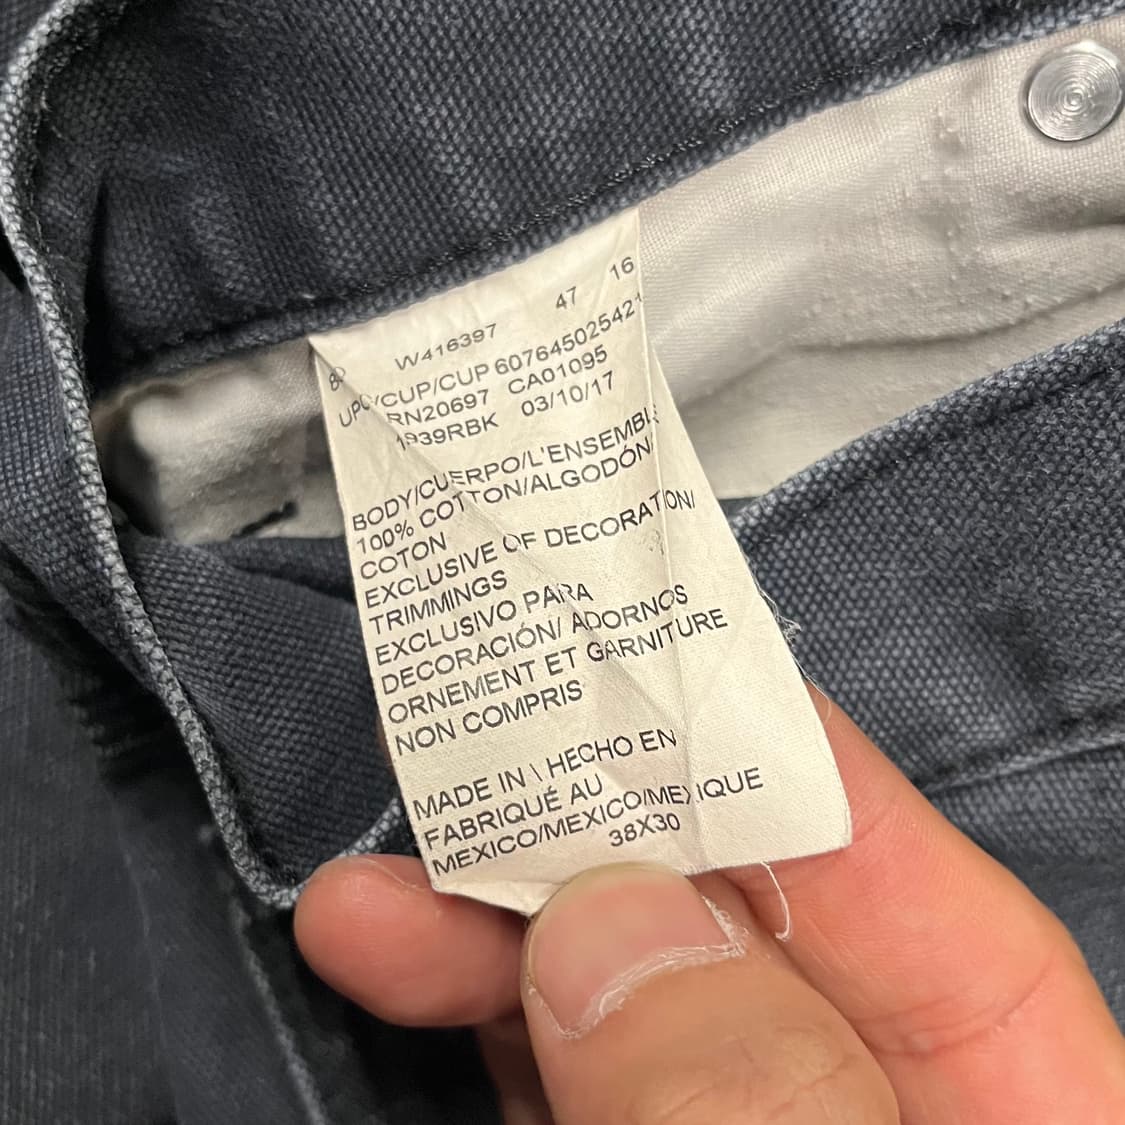 W416397 47 16
UPC/CUP/CUP 607645025421
RN20697 CA01095
1939RBK 03/10/17
BODY/CUERPO/L'ENSEMBLE
100% COTTON/ALGODÓN/
COTON
EXCLUSIVE OF DECORATION/
TRIMMINGS
EXCLUSIVO PARA
DECORACIÓN/ ADORNOS
ORNEMENT ET GARNITURE
NON COMPRIS
MADE IN \ HECHO EN
FABRIQUÉ AU
MEXICO/MEXICO/MEXIQUE
38X30